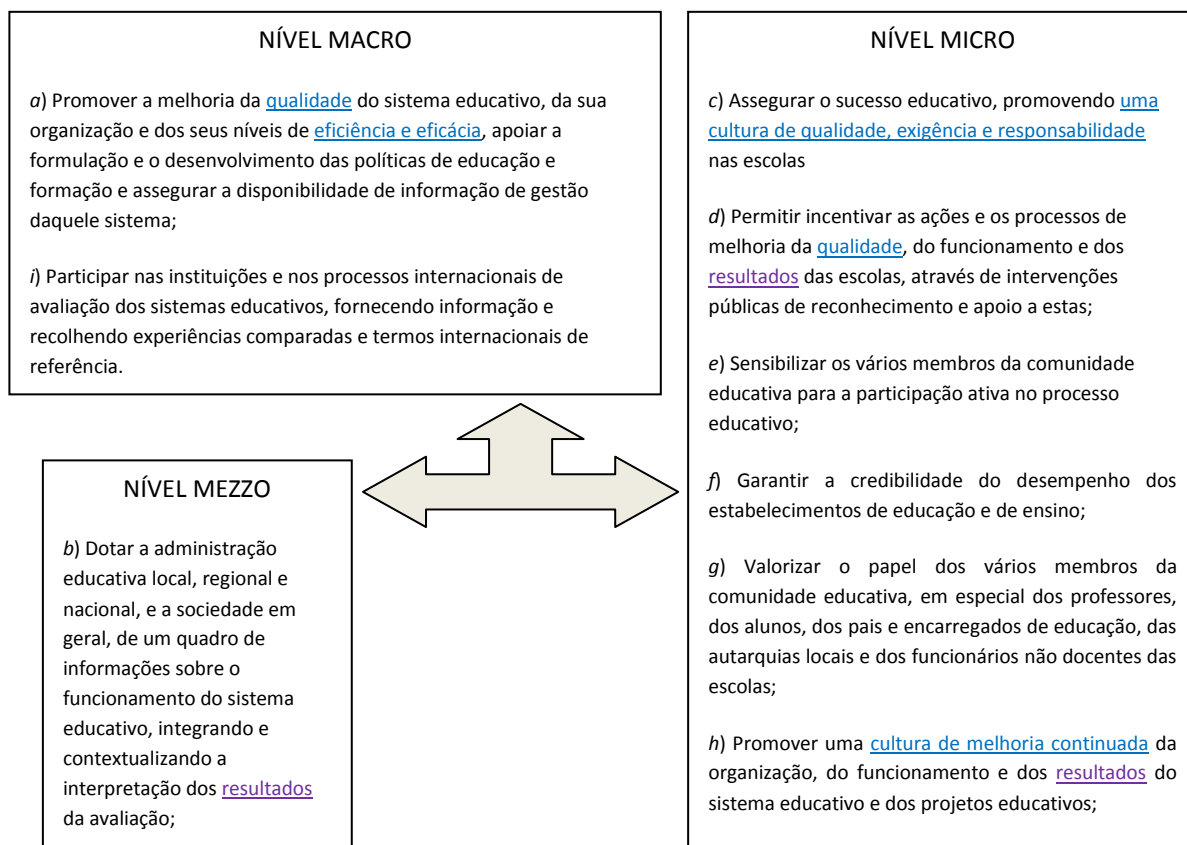 NÍVEL MACRO
a) Promover a melhoria da qualidade do sistema educativo, da sua
organização e dos seus níveis de eficiência e eficácia, apoiar a
formulação e o desenvolvimento das políticas de educação e
formação e assegurar a disponibilidade de informação de gestão
daquele sistema;
i) Participar nas instituições e nos processos internacionais de
avaliação dos sistemas educativos, fornecendo informação e
recolhendo experiências comparadas e termos internacionais de
referência.
NÍVEL MEZZO
b) Dotar a administração
educativa local, regional e
nacional, e a sociedade em
geral, de um quadro de
informações sobre o
funcionamento do sistema
educativo, integrando e
contextualizando a
interpretação dos resultados
da avaliação;
NÍVEL MICRO
c) Assegurar o sucesso educativo, promovendo uma
cultura de qualidade, exigência e responsabilidade
nas escolas
d) Permitir incentivar as ações e os processos de
melhoria da qualidade, do funcionamento e dos
resultados das escolas, através de intervenções
públicas de reconhecimento e apoio a estas;
e) Sensibilizar os vários membros da comunidade
educativa para a participação ativa no processo
educativo;
f) Garantir a credibilidade do desempenho dos
estabelecimentos de educação e de ensino;
g) Valorizar o papel dos vários membros da
comunidade educativa, em especial dos professores,
dos alunos, dos pais e encarregados de educação, das
autarquias locais e dos funcionários não docentes das
escolas;
h) Promover uma cultura de melhoria continuada da
organização, do funcionamento e dos resultados do
sistema educativo e dos projetos educativos;